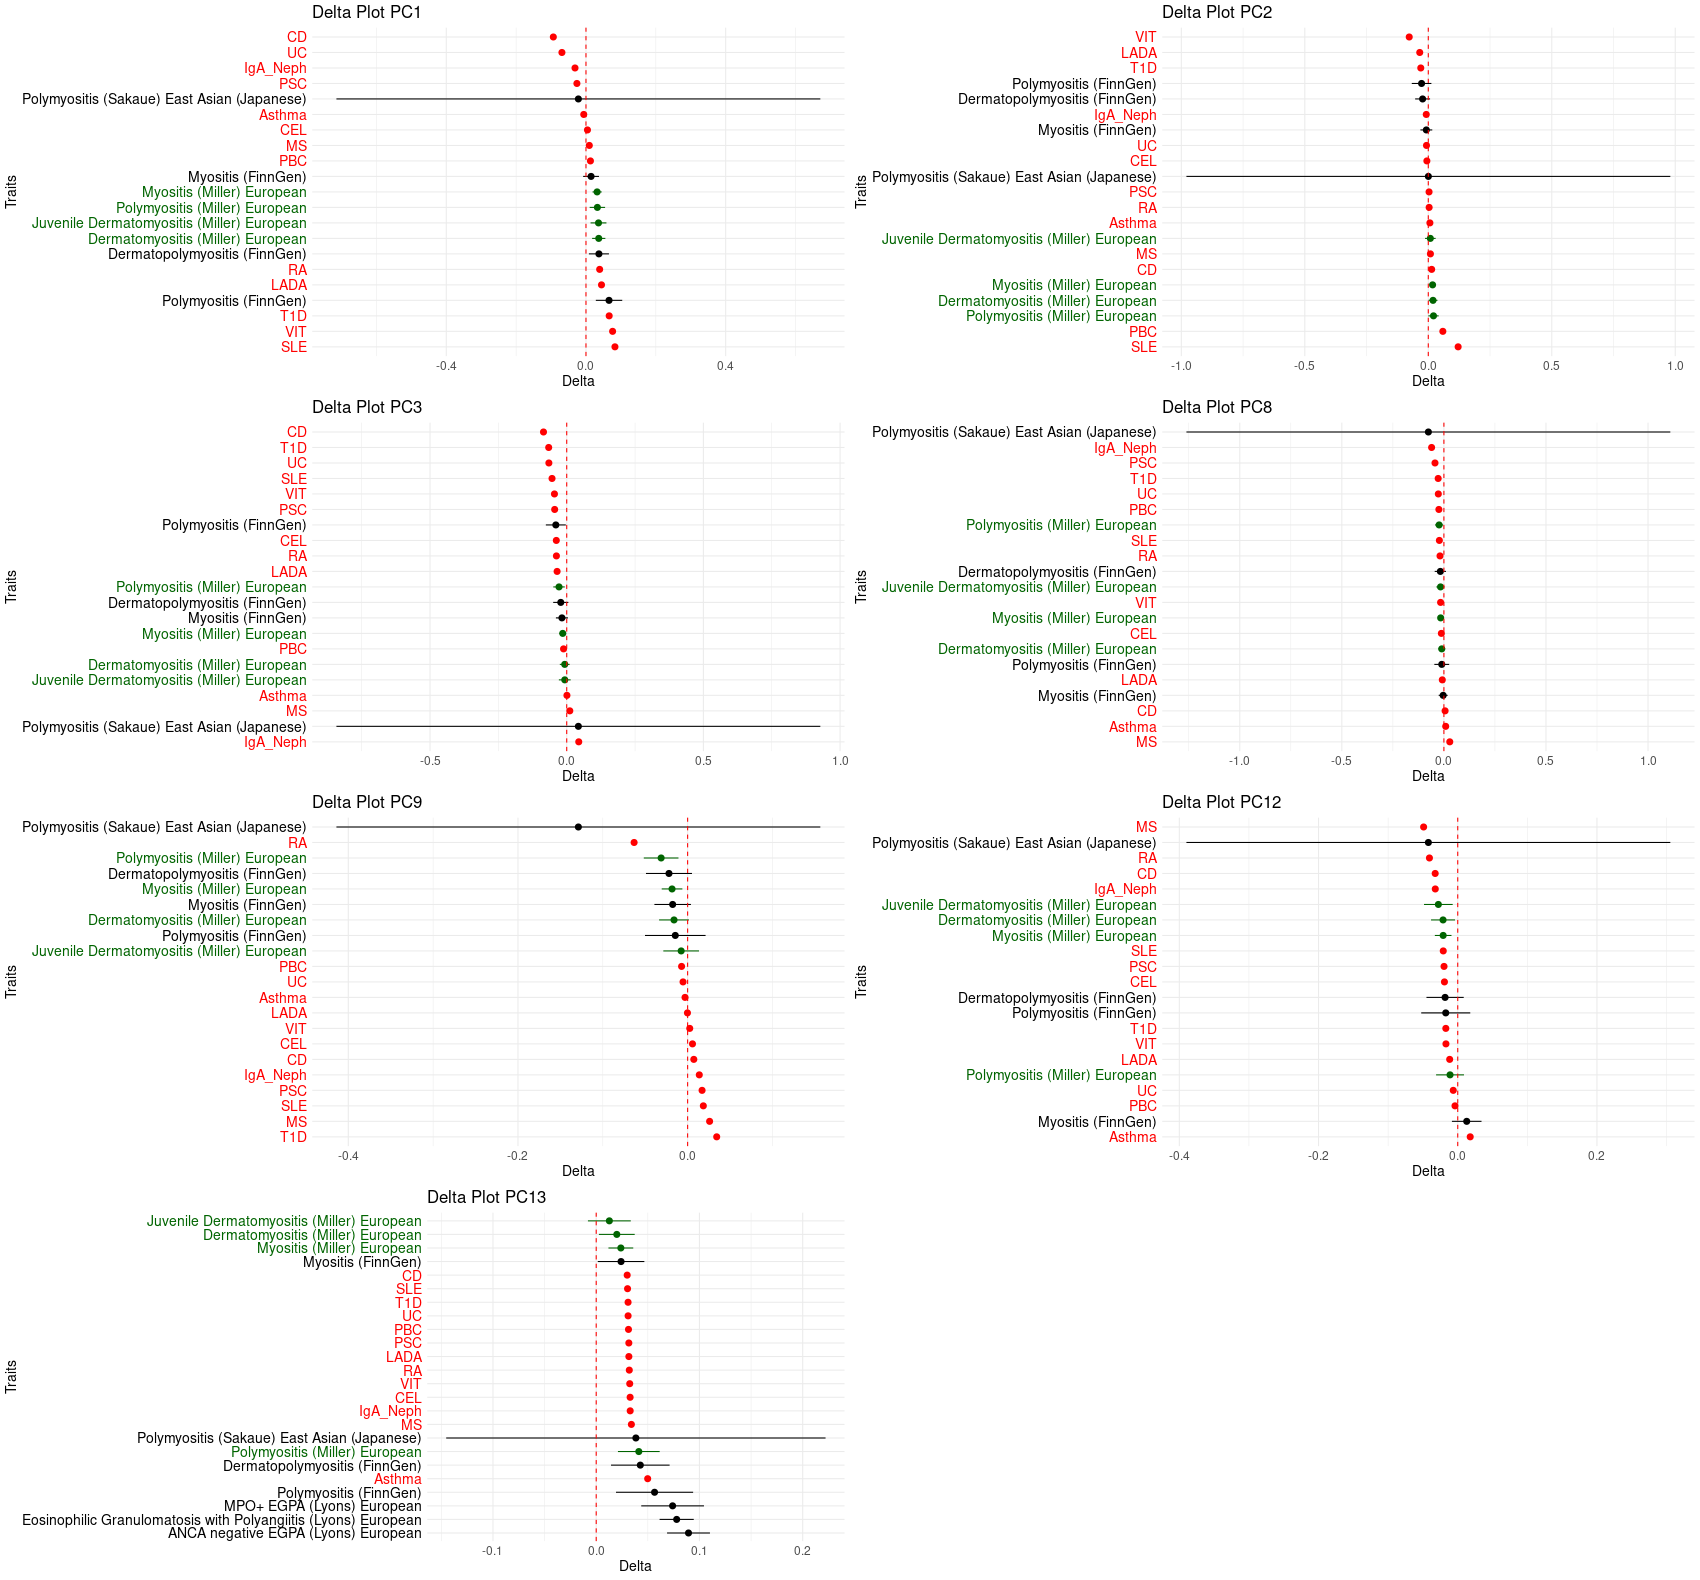 Delta Plot PC1
Traits
CD
UC
IgA_Neph
PSC
Polymyositis (Sakaue) East Asian (Japanese)
Asthma
CEL
MS
PBC
Myositis (FinnGen)
Myositis (Miller) European
Polymyositis (Miller) European
Juvenile Dermatomyositis (Miller) European
Dermatomyositis (Miller) European
Dermatopolymyositis (FinnGen)
RA
LADA
Polymyositis (FinnGen)
T1D
VIT
SLE
-0.4 0.0 0.4
Delta
Delta Plot PC2
Traits
VIT
LADA
T1D
Polymyositis (FinnGen)
Dermatopolymyositis (FinnGen)
IgA_Neph
Myositis (FinnGen)
UC
CEL
Polymyositis (Sakaue) East Asian (Japanese)
PSC
RA
Asthma
Juvenile Dermatomyositis (Miller) European
MS
CD
Myositis (Miller) European
Dermatomyositis (Miller) European
Polymyositis (Miller) European
PBC
SLE
-1.0 -0.5 0.0 0.5 1.0
Delta
Delta Plot PC3
Traits
CD
T1D
UC
SLE
VIT
PSC
Polymyositis (FinnGen)
CEL
RA
LADA
Polymyositis (Miller) European
Dermatopolymyositis (FinnGen)
Myositis (FinnGen)
Myositis (Miller) European
PBC
Dermatomyositis (Miller) European
Juvenile Dermatomyositis (Miller) European
Asthma
MS
Polymyositis (Sakaue) East Asian (Japanese)
IgA_Neph
-0.5 0.0 0.5 1.0
Delta
Delta Plot PC8
Traits
Polymyositis (Sakaue) East Asian (Japanese)
IgA_Neph
PSC
T1D
UC
PBC
Polymyositis (Miller) European
SLE
RA
Dermatopolymyositis (FinnGen)
Juvenile Dermatomyositis (Miller) European
VIT
Myositis (Miller) European
CEL
Dermatomyositis (Miller) European
Polymyositis (FinnGen)
LADA
Myositis (FinnGen)
CD
Asthma
MS
-1.0 -0.5 0.0 0.5 1.0
Delta
Delta Plot PC9
Traits
Polymyositis (Sakaue) East Asian (Japanese)
RA
Polymyositis (Miller) European
Dermatopolymyositis (FinnGen)
Myositis (Miller) European
Myositis (FinnGen)
Dermatomyositis (Miller) European
Polymyositis (FinnGen)
Juvenile Dermatomyositis (Miller) European
PBC
UC
Asthma
LADA
VIT
CEL
CD
IgA_Neph
PSC
SLE
MS
T1D
-0.4 -0.2 0.0
Delta
Delta Plot PC12
Traits
MS
Polymyositis (Sakaue) East Asian (Japanese)
RA
CD
IgA_Neph
Juvenile Dermatomyositis (Miller) European
Dermatomyositis (Miller) European
Myositis (Miller) European
SLE
PSC
CEL
Dermatopolymyositis (FinnGen)
Polymyositis (FinnGen)
T1D
VIT
LADA
Polymyositis (Miller) European
UC
PBC
Myositis (FinnGen)
Asthma
-0.4 -0.2 0.0 0.2
Delta
Delta Plot PC13
Traits
Juvenile Dermatomyositis (Miller) European
Dermatomyositis (Miller) European
Myositis (Miller) European
Myositis (FinnGen)
CD
SLE
T1D
UC
PBC
PSC
LADA
RA
VIT
CEL
IgA_Neph
MS
Polymyositis (Sakaue) East Asian (Japanese)
Polymyositis (Miller) European
Dermatopolymyositis (FinnGen)
Asthma
Polymyositis (FinnGen)
MPO+ EGPA (Lyons) European
Eosinophilic Granulomatosis with Polyangiitis (Lyons) European
ANCA negative EGPA (Lyons) European
-0.1 0.0 0.1 0.2
Delta